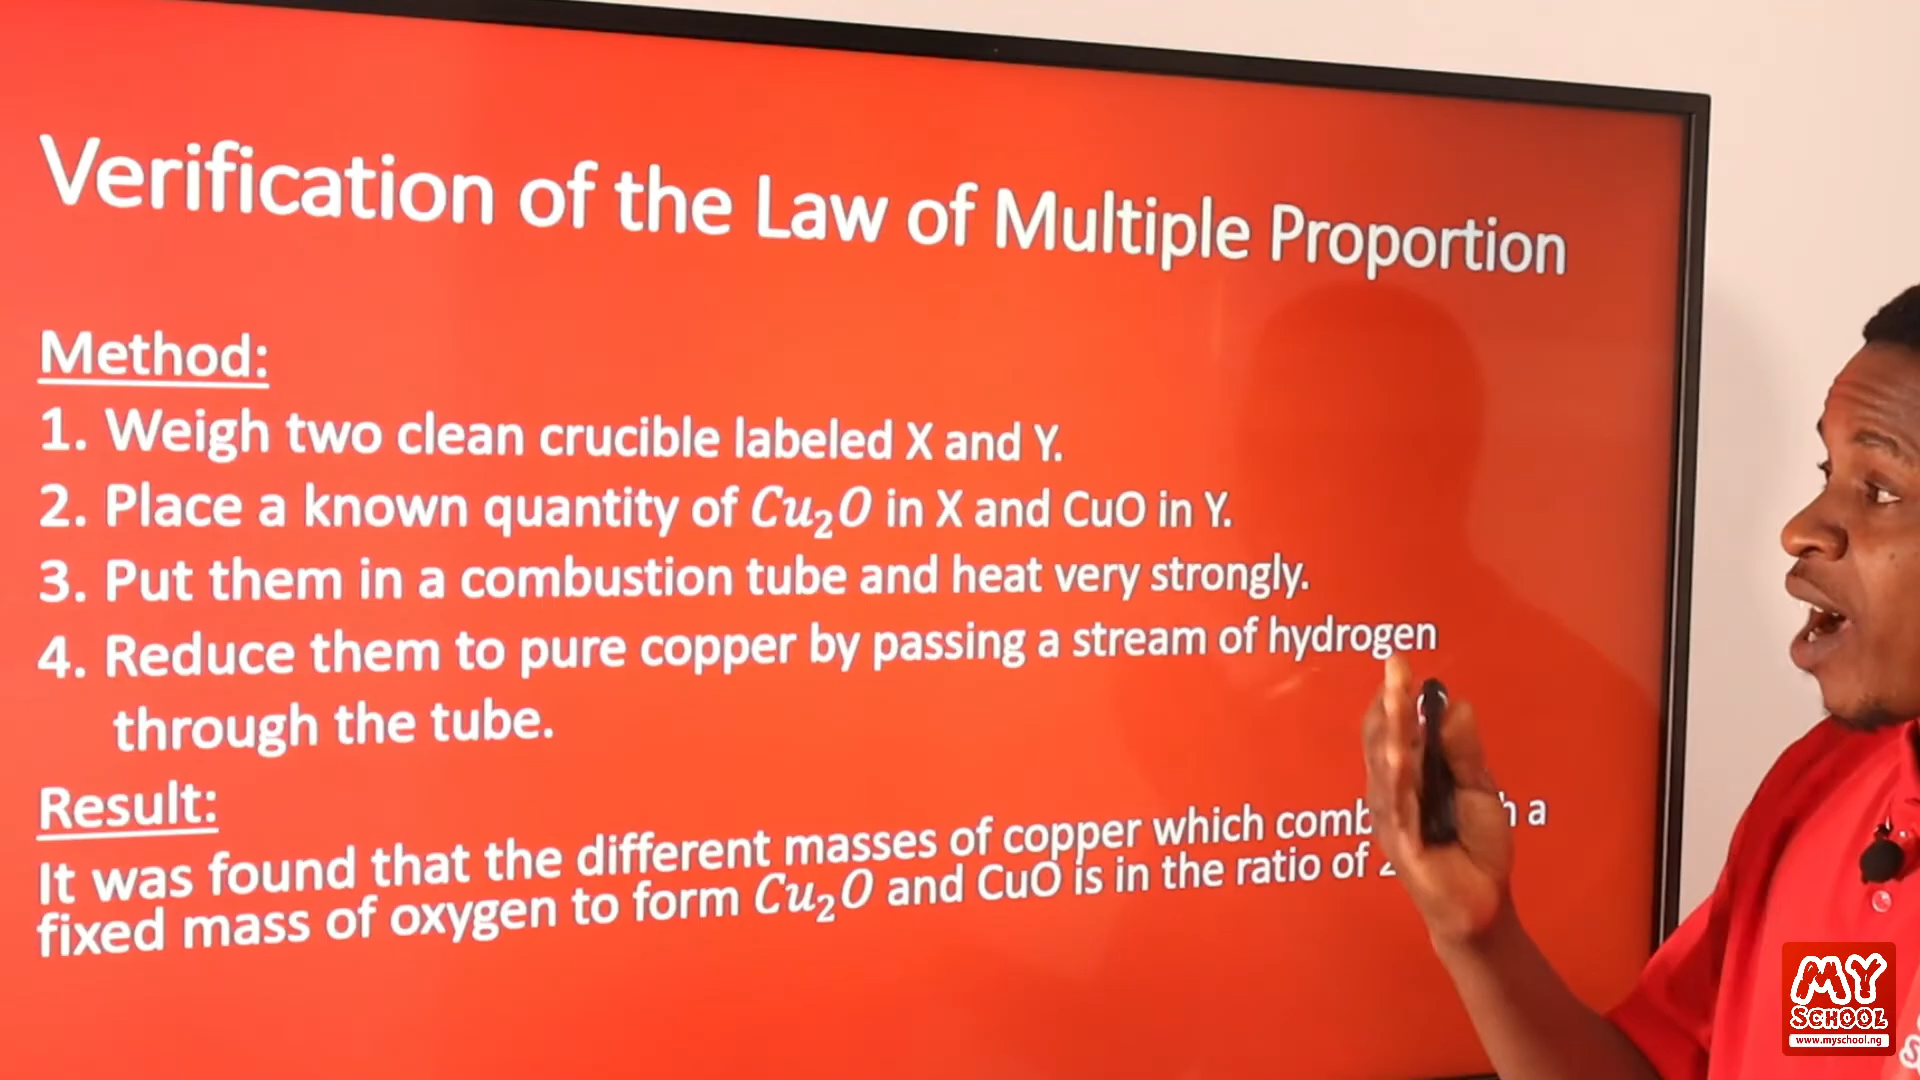 Verification of the Law of Multiple Proportion
Method:
1. Weigh two clean crucible labeled X and Y.
2. Place a known quantity of Cu₂O in X and CuO in Y.
3. Put them in a combustion tube and heat very strongly.
4. Reduce them to pure copper by passing a stream of hydrogen
through the tube.
Result:
It was found that the different masses of copper which a
fixed mass of oxygen to form Cu₂O and CuO is in the ratio of
MY
SCHOOL
www.myschool.ng